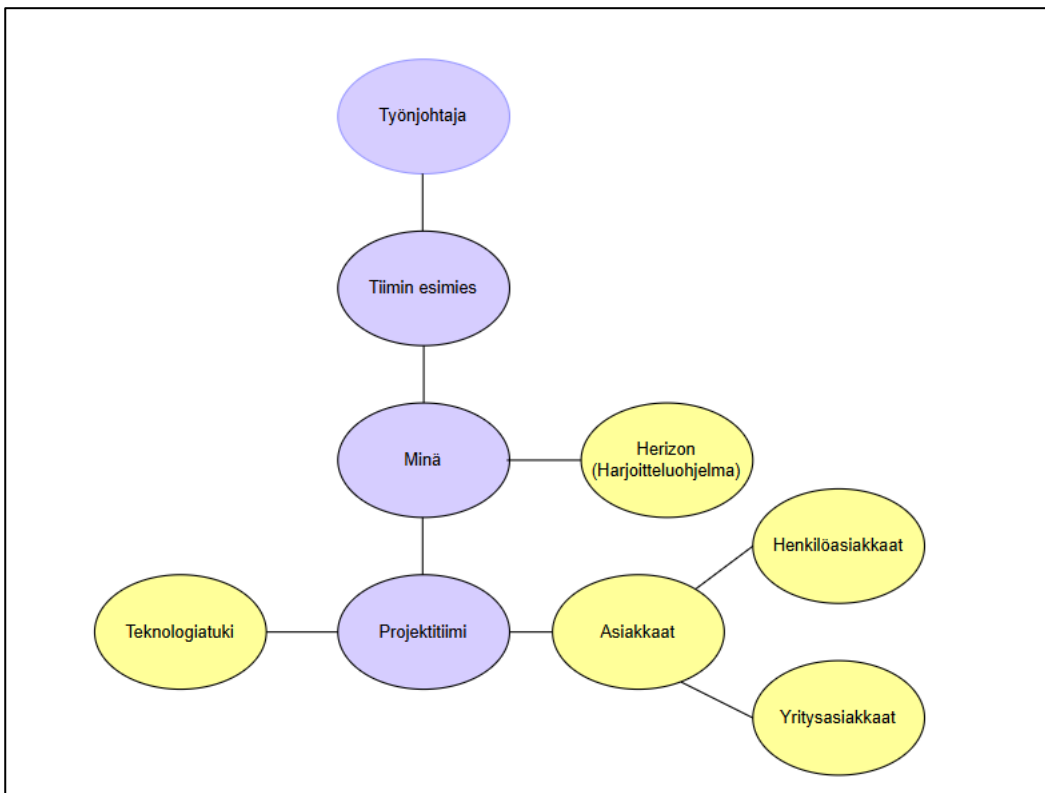 Työnjohtaja
Tiimin esimies
Minä
Herizon
(Harjoitteluohjelma)
Henkilöasiakkaat
Teknologiatuki
Projektitiimi
Asiakkaat
Yritysasiakkaat